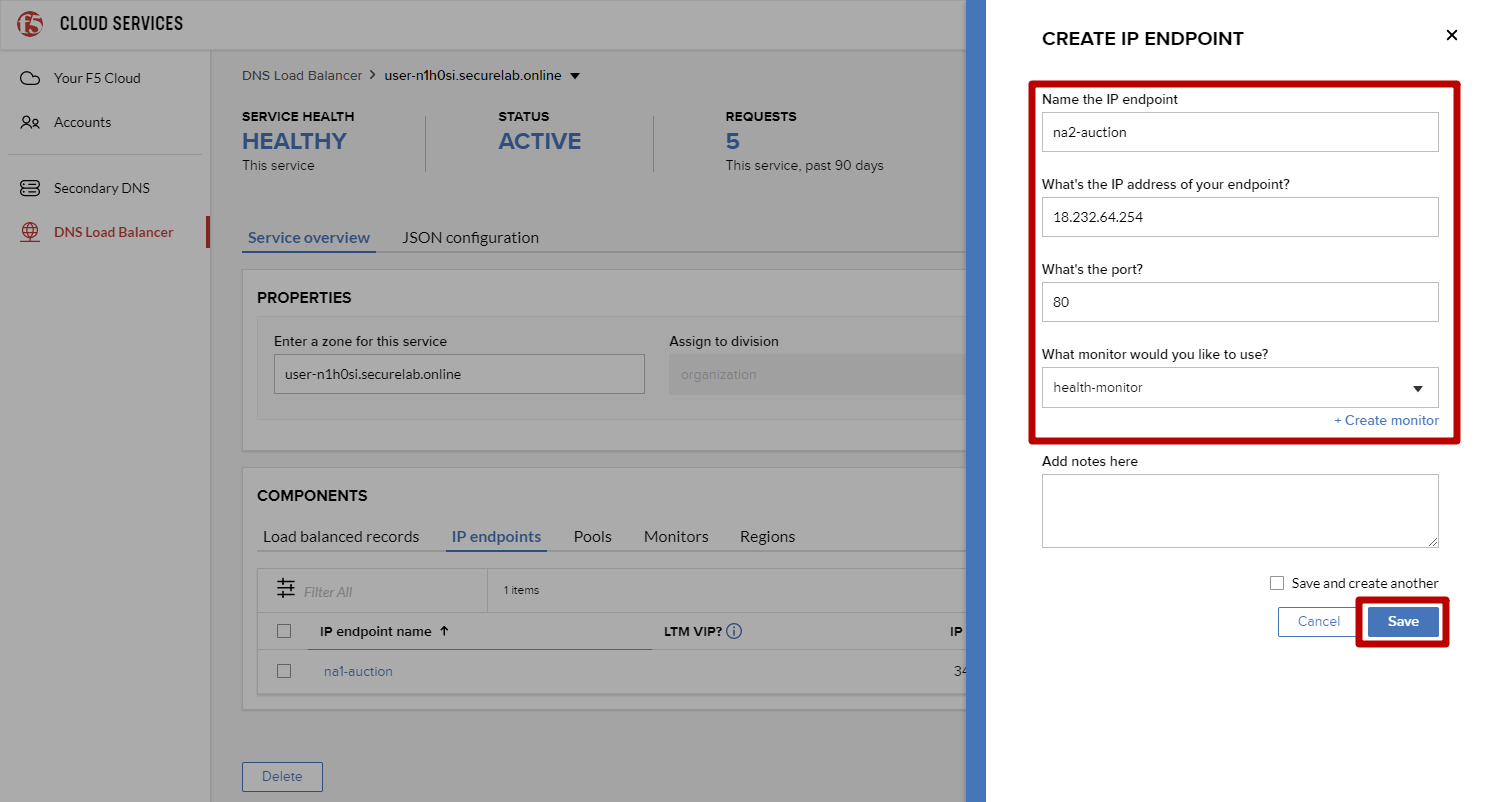 f5 CLOUD SERVICES
Your F5 Cloud
Accounts
Secondary DNS
DNS Load Balancer
DNS Load Balancer > user-n1h0si.securelab.online
SERVICE HEALTH
HEALTHY
This service
STATUS
ACTIVE
REQUESTS
5
This service, past 90 days
Service overview JSON configuration
PROPERTIES
Enter a zone for this service
user-n1h0si.securelab.online
Assign to division
organization
COMPONENTS
Load balanced records IP endpoints Pools Monitors Regions
Filter All 1 items
IP endpoint name LTM VIP? IP
na1-auction 34
Delete
CREATE IP ENDPOINT
Name the IP endpoint
na2-auction
What's the IP address of your endpoint?
18.232.64.254
What's the port?
80
What monitor would you like to use?
health-monitor
+ Create monitor
Add notes here
Save and create another
Cancel Save